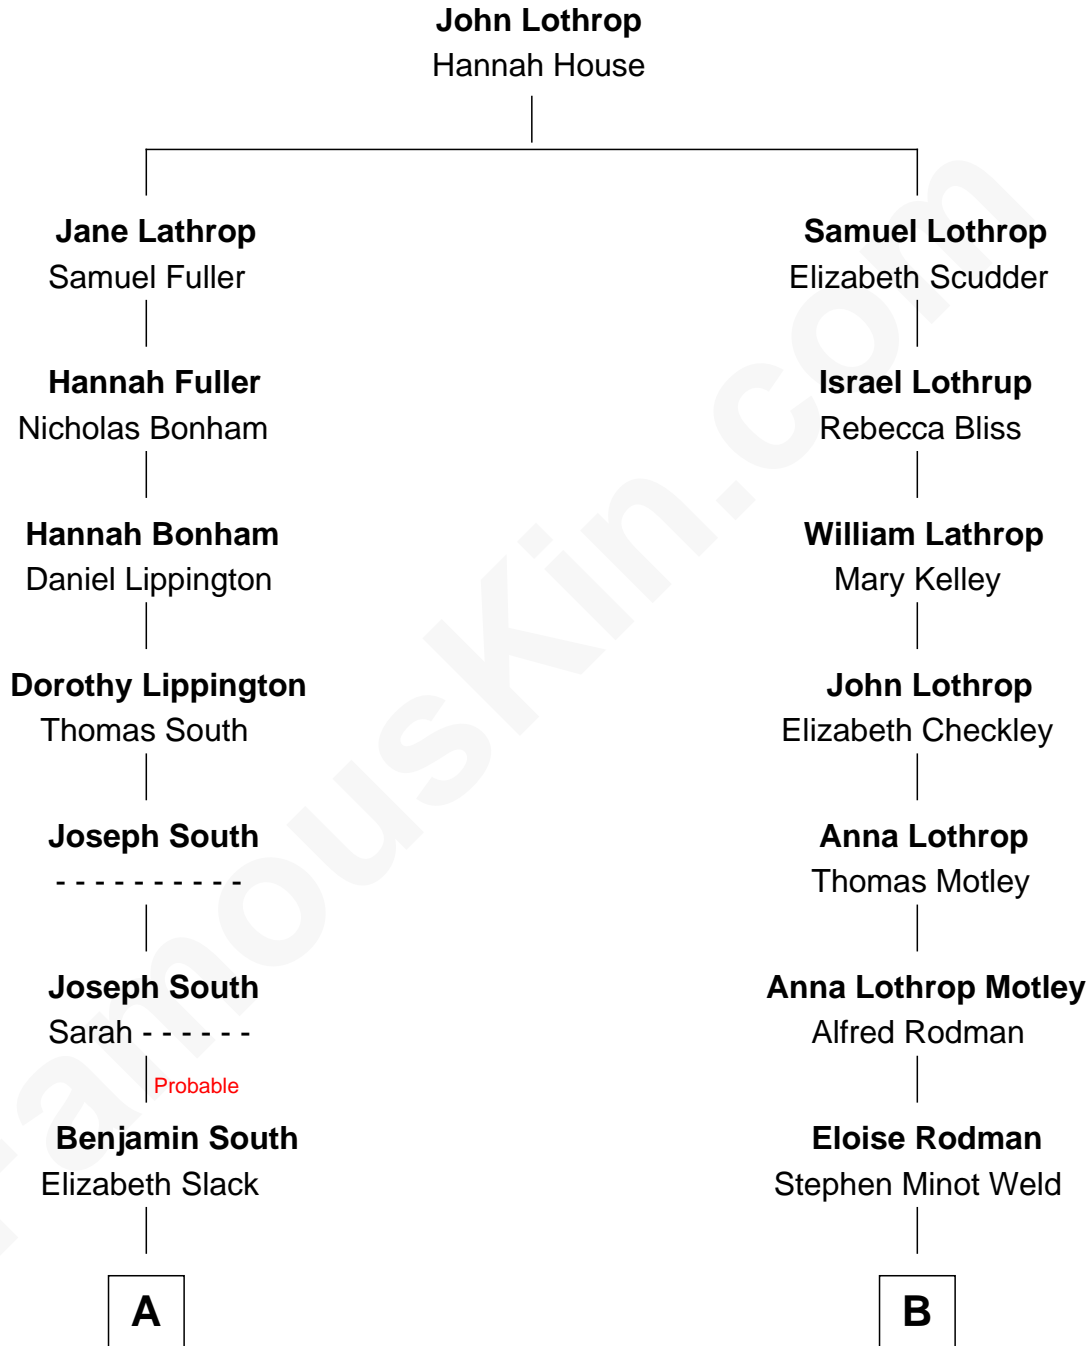 John Lothrop
Hannah House
Jane Lathrop
Samuel Fuller
Samuel Lothrop
Elizabeth Scudder
Hannah Fuller
Nicholas Bonham
Israel Lothrup
Rebecca Bliss
Hannah Bonham
Daniel Lippington
William Lathrop
Mary Kelley
Dorothy Lippington
Thomas South
John Lothrop
Elizabeth Checkley
Joseph South
- - - - - - - - - -
Anna Lothrop
Thomas Motley
Joseph South
Sarah - - - - - -
Anna Lothrop Motley
Alfred Rodman
Probable
Benjamin South
Elizabeth Slack
Eloise Rodman
Stephen Minot Weld
A
B
FamousKin.com